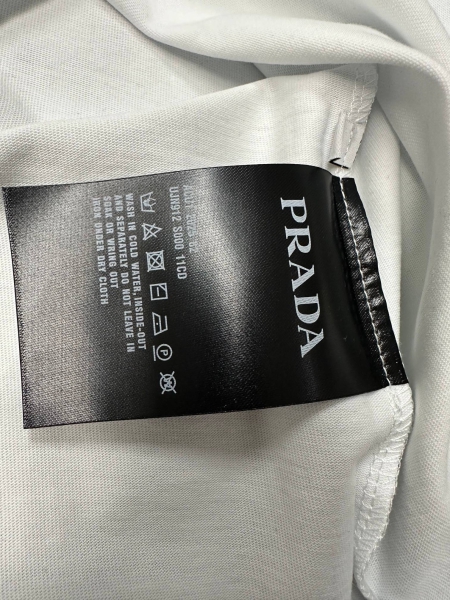 PRADA
UJN912 S000 11CD
WASH IN COLD WATER, INSIDE-OUT
AND SEPARATELY DO NOT LEAVE IN
SOAK OR WRING OUT
IRON UNDER DRY CLOTH